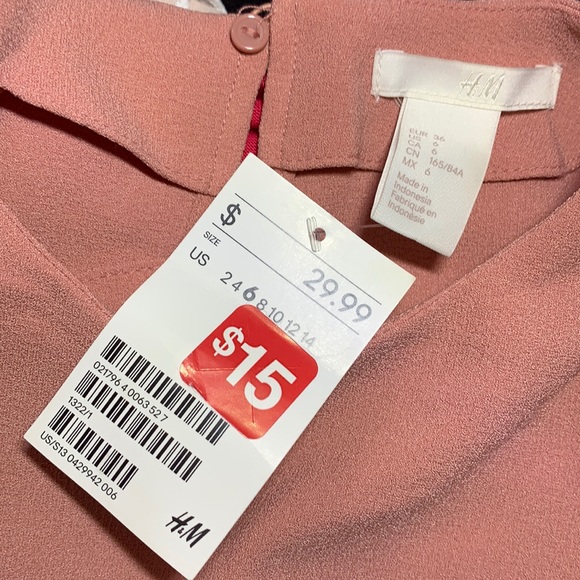 H&M
EUR 36
US 6
CA 6
CN 165/84A
MX 6
Made in
Indonesia
Fabriqué en
Indonésie
$ 29.99
SIZE
US 2 4 6 8 10 12 14
$15
021796 4 0063 527
1322/1
US/S13 0429942 006
H&M